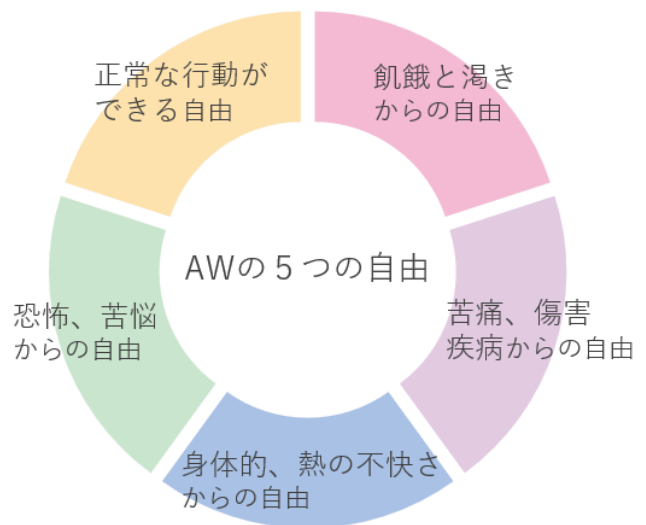 正常な行動が
できる自由
飢餓と渇き
からの自由
AWの５つの自由
恐怖、苦悩
からの自由
苦痛、傷害
疾病からの自由
身体的、熱の不快さ
からの自由